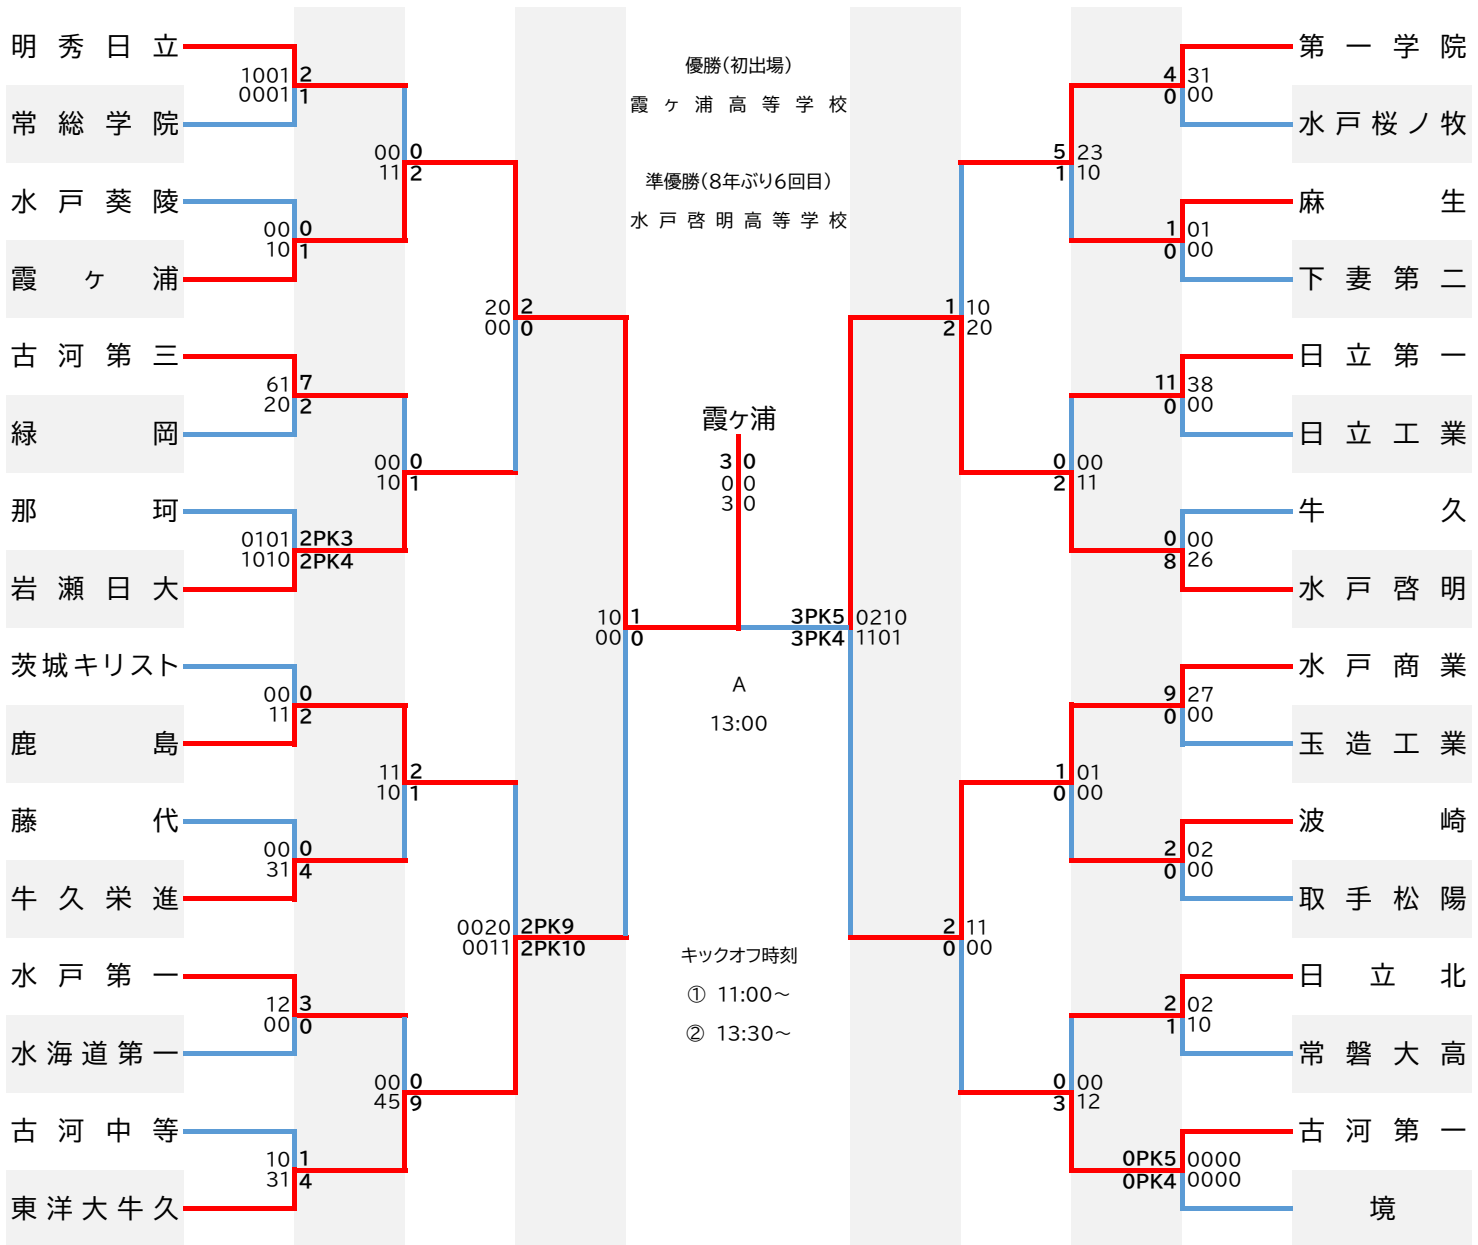 明秀日立
1001 2
0001 1
常総学院
00 0
11 2
水戸葵陵
00 0
10 1
霞ヶ浦
20 2
00 0
古河第三
61 7
20 2
緑岡
00 0
10 1
那珂
0101 2PK3
1010 2PK4
岩瀬日大
10 1
00 0
茨城キリスト
00 0
11 2
鹿島
11 2
10 1
藤代
00 0
31 4
牛久栄進
0020 2PK9
0011 2PK10
水戸第一
12 3
00 0
水海道第一
00 0
45 9
古河中等
10 1
31 4
東洋大牛久
優勝(初出場)
霞ヶ浦高等学校
準優勝(8年ぶり6回目)
水戸啓明高等学校
霞ヶ浦
3 0
0 0
3 0
A
13:00
キックオフ時刻
① 11:00～
② 13:30～
第一学院
4 31
0 00
水戸桜ノ牧
5 23
1 10
麻生
1 01
0 00
下妻第二
1 10
2 20
日立第一
11 38
0 00
日立工業
0 00
2 11
牛久
0 00
8 26
水戸啓明
3PK5 0210
3PK4 1101
水戸商業
9 27
0 00
玉造工業
1 01
0 00
波崎
2 02
0 00
取手松陽
2 11
0 00
日立北
2 02
1 10
常磐大高
0 00
3 12
古河第一
0PK5 0000
0PK4 0000
境